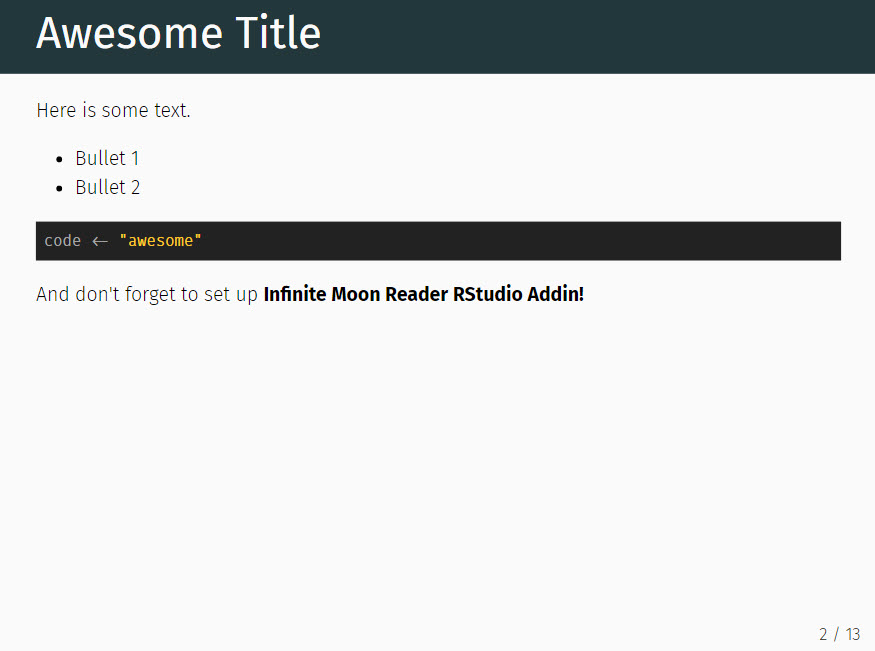 Awesome Title
Here is some text.
• Bullet 1
• Bullet 2
code <- "awesome"
And don't forget to set up Infinite Moon Reader RStudio Addin!
2 / 13